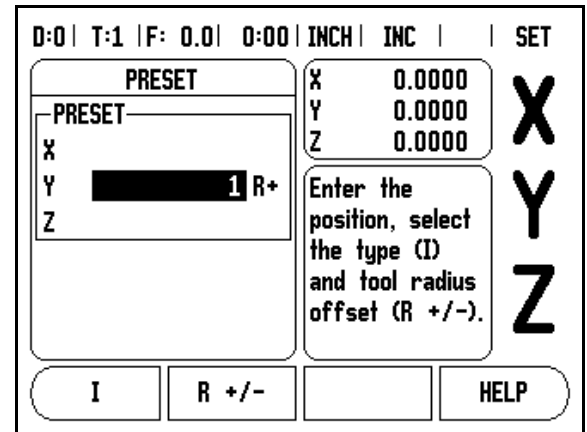 D:0 | T:1 | F: 0.0 | 0:00 | INCH | INC | | SET
PRESET
PRESET
X
Y 1 R+
Z
X 0.0000
Y 0.0000
Z 0.0000
Enter the
position, select
the type (I)
and tool radius
offset (R +/-).
X
Y
Z
I R +/- HELP